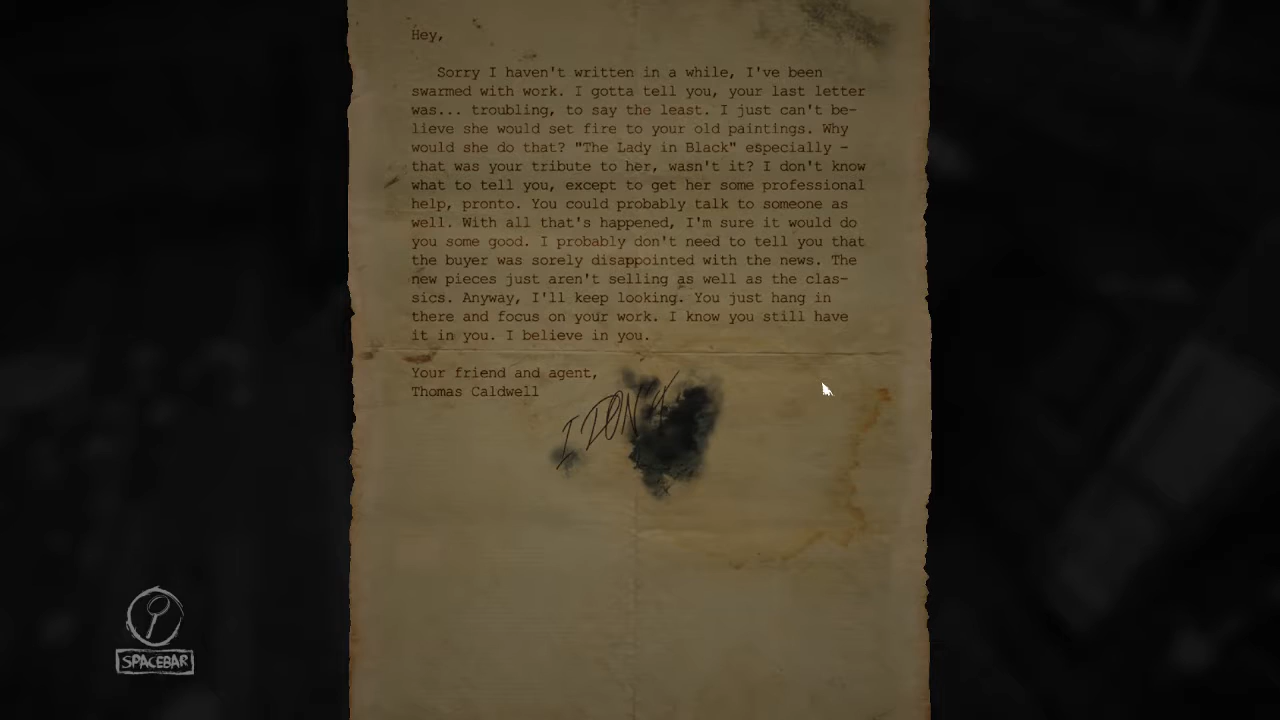 Hey,
Sorry I haven't written in a while, I've been
swarmed with work. I gotta tell you, your last letter
was... troubling, to say the least. I just can't be-
lieve she would set fire to your old paintings. Why
would she do that? "The Lady in Black" especially -
that was your tribute to her, wasn't it? I don't know
what to tell you, except to get her some professional
help, pronto. You could probably talk to someone as
well. With all that's happened, I'm sure it would do
you some good. I probably don't need to tell you that
the buyer was sorely disappointed with the news. The
new pieces just aren't selling as well as the clas-
sics. Anyway, I'll keep looking. You just hang in
there and focus on your work. I know you still have
it in you. I believe in you.
Your friend and agent,
Thomas Caldwell
I DON'T
SPACEBAR